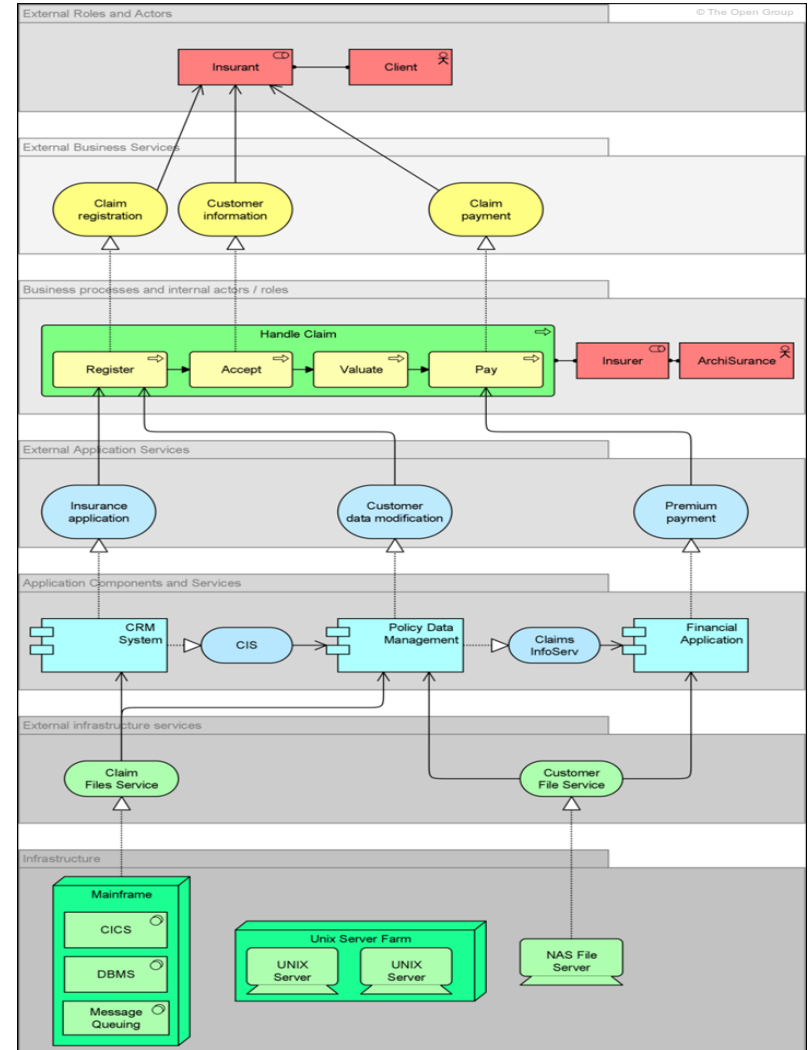 External Roles and Actors
© The Open Group
Insurant
Client
External Business Services
Claim
registration
Customer
information
Claim
payment
Business processes and internal actors / roles
Handle Claim
Register
Accept
Valuate
Pay
Insurer
ArchiSurance
External Application Services
Insurance
application
Customer
data modification
Premium
payment
Application Components and Services
CRM
System
CIS
Policy Data
Management
Claims
InfoServ
Financial
Application
External infrastructure services
Claim
Files Service
Customer
File Service
Infrastructure
Mainframe
CICS
DBMS
Message
Queuing
Unix Server Farm
UNIX
Server
UNIX
Server
NAS File
Server